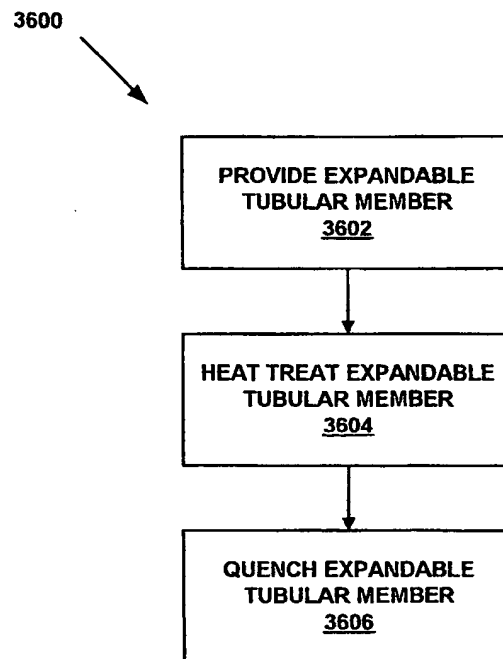 3600
PROVIDE EXPANDABLE
TUBULAR MEMBER
3602
HEAT TREAT EXPANDABLE
TUBULAR MEMBER
3604
QUENCH EXPANDABLE
TUBULAR MEMBER
3606